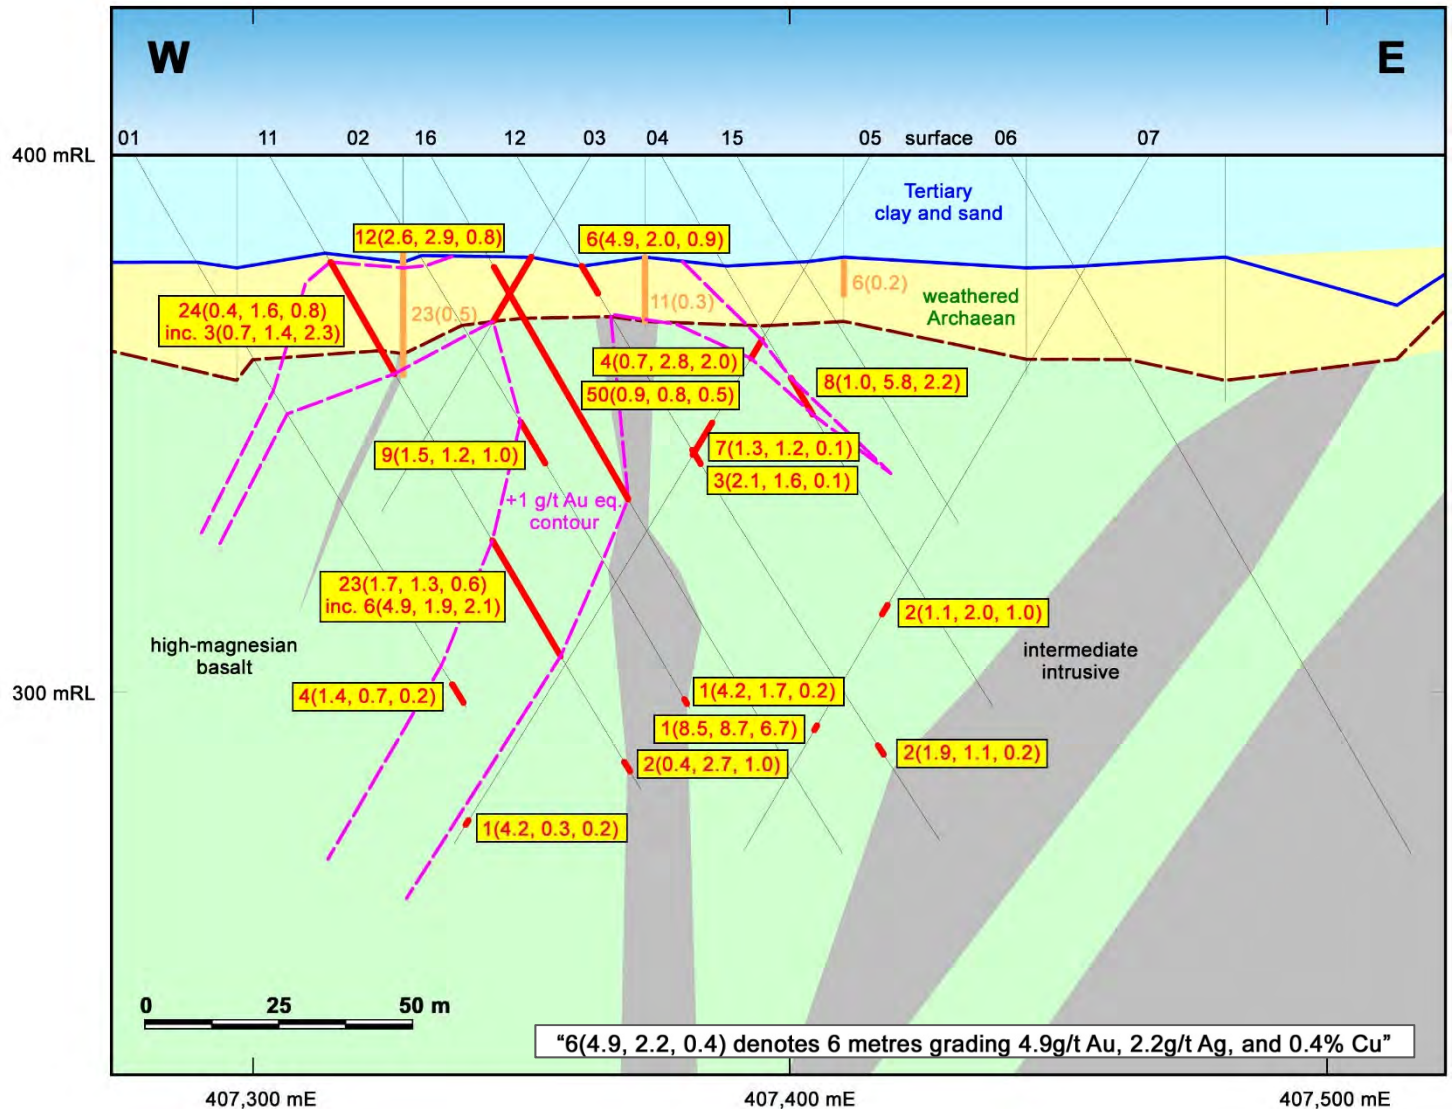 W
E
01
11
02
16
12
03
04
15
05
surface
06
07
400 mRL
Tertiary
clay and sand
12(2.6, 2.9, 0.8)
6(4.9, 2.0, 0.9)
6(0.2)
weathered
Archaean
24(0.4, 1.6, 0.8)
inc. 3(0.7, 1.4, 2.3)
23(0.5)
11(0.3)
4(0.7, 2.8, 2.0)
8(1.0, 5.8, 2.2)
50(0.9, 0.8, 0.5)
9(1.5, 1.2, 1.0)
7(1.3, 1.2, 0.1)
3(2.1, 1.6, 0.1)
+1 g/t Au eq.
contour
23(1.7, 1.3, 0.6)
inc. 6(4.9, 1.9, 2.1)
2(1.1, 2.0, 1.0)
high-magnesian
basalt
intermediate
intrusive
300 mRL
4(1.4, 0.7, 0.2)
1(4.2, 1.7, 0.2)
1(8.5, 8.7, 6.7)
2(1.9, 1.1, 0.2)
2(0.4, 2.7, 1.0)
1(4.2, 0.3, 0.2)
0 25 50 m
“6(4.9, 2.2, 0.4) denotes 6 metres grading 4.9g/t Au, 2.2g/t Ag, and 0.4% Cu”
407,300 mE
407,400 mE
407,500 mE